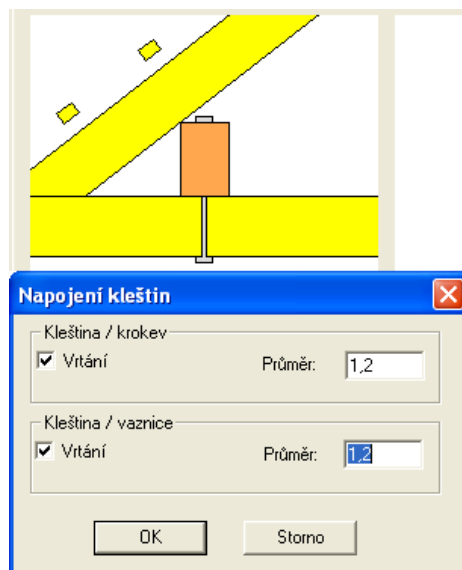 Napojení kleštin
Kleština / krokev
Vrtání Průměr: 1,2
Kleština / vaznice
Vrtání Průměr: 1,2
OK Storno